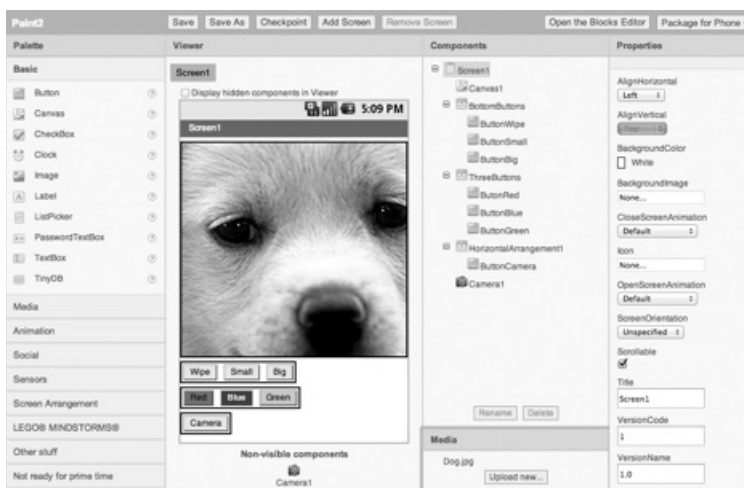 Paint2
Save Save As Checkpoint Add Screen Remove Screen Open the Blocks Editor Package for Phone
Palette
Basic
Button
Canvas
CheckBox
Clock
Image
Label
ListPicker
PasswordTextBox
TextBox
TinyDB
Media
Animation
Social
Sensors
Screen Arrangement
LEGO® MINDSTORMS®
Other stuff
Not ready for prime time
Viewer
Screen1
Display hidden components in Viewer
5:09 PM
Screen1
Wipe Small Big
Red Blue Green
Camera
Non-visible components
Camera1
Components
Screen1
Canvas1
BottomButtons
ButtonWipe
ButtonSmall
ButtonBig
ThreeButtons
ButonRed
ButtonBlue
ButtonGreen
HorizontalArrangement1
ButtonCamera
Camera1
Rename Delete
Media
Dog.jpg
Upload new...
Properties
AlignHorizontal
Left
AlignVertical
Top
BackgroundColor
White
BackgroundImage
None...
CloseScreenAnimation
Default
Icon
None...
OpenScreenAnimation
Default
ScreenOrientation
Unspecified
Scrollable
Title
Screen1
VersionCode
1
VersionName
1.0